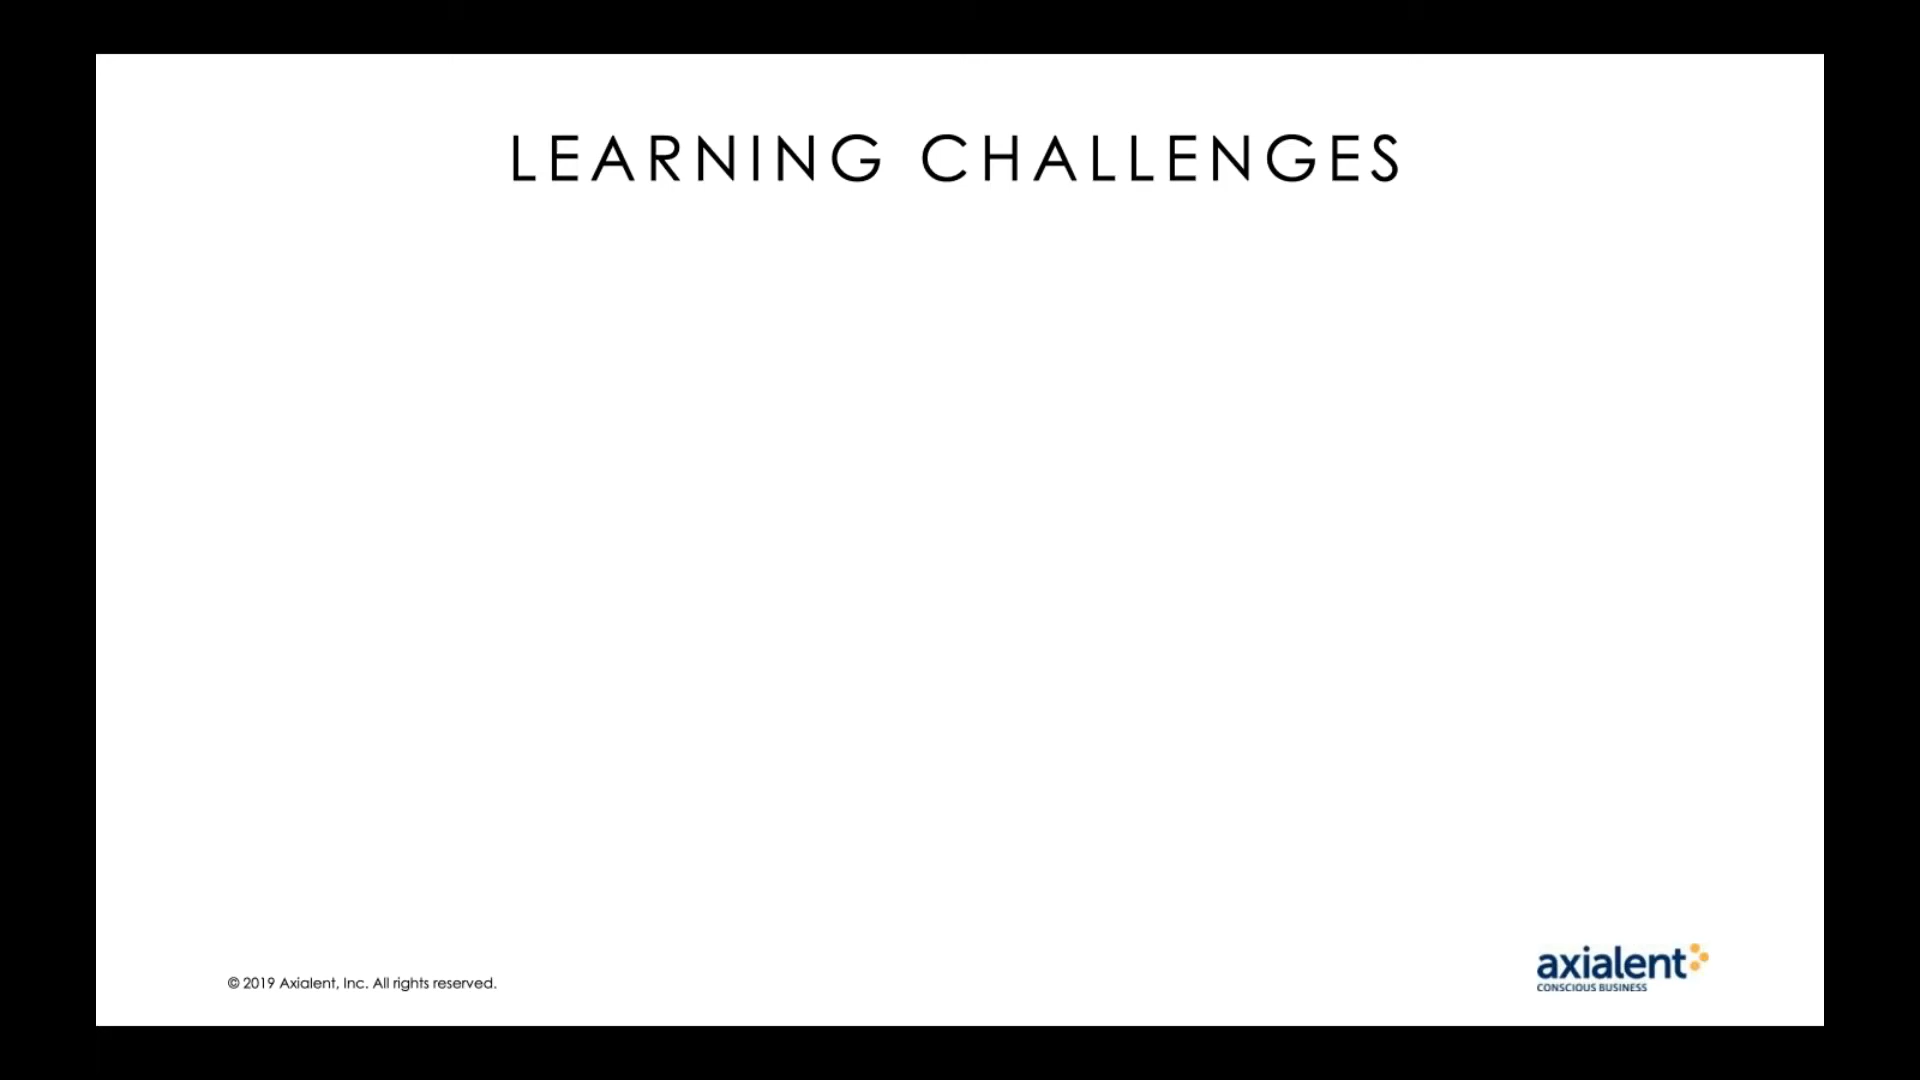 LEARNING CHALLENGES
© 2019 Axialent, Inc. All rights reserved.
axialent
CONSCIOUS BUSINESS